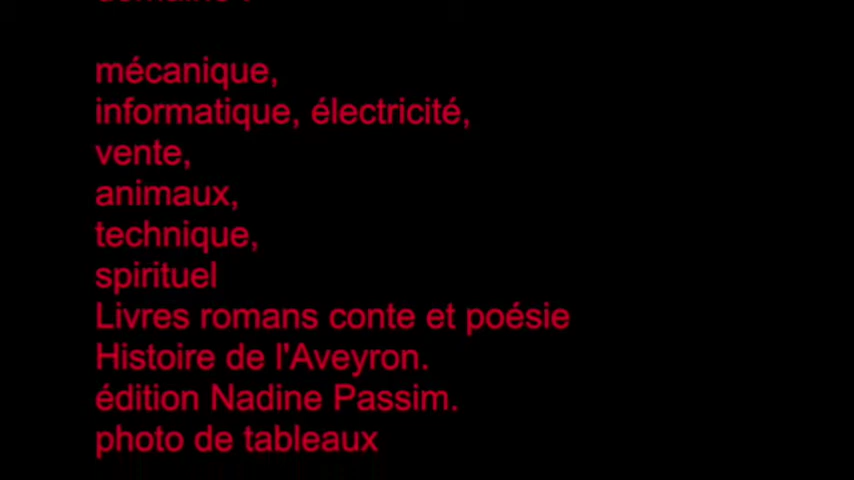 mécanique,
informatique, électricité,
vente,
animaux,
technique,
spirituel
Livres romans conte et poésie
Histoire de l'Aveyron.
édition Nadine Passim.
photo de tableaux